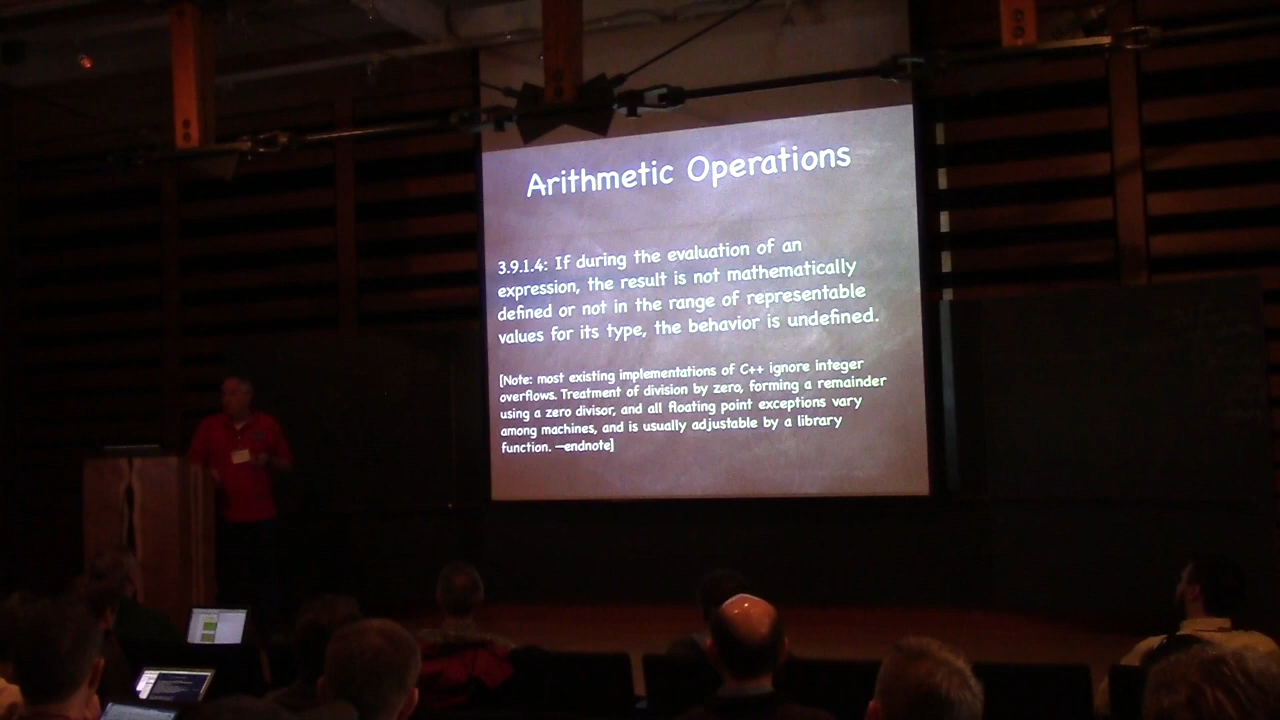 Arithmetic Operations
3.9.1.4: If during the evaluation of an
expression, the result is not mathematically
defined or not in the range of representable
values for its type, the behavior is undefined.
[Note: most existing implementations of C++ ignore integer
overflows. Treatment of division by zero, forming a remainder
using a zero divisor, and all floating point exceptions vary
among machines, and is usually adjustable by a library
function. —endnote]